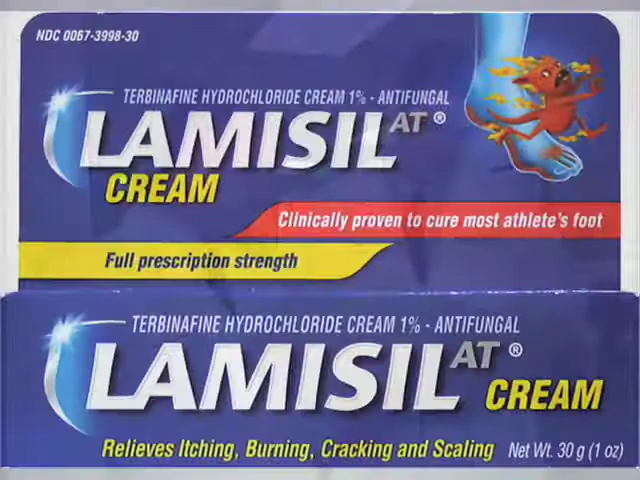 NDC 0067-3998-30
TERBINAFINE HYDROCHLORIDE CREAM 1% - ANTIFUNGAL
LAMISIL AT®
CREAM
Clinically proven to cure most athlete's foot
Full prescription strength
TERBINAFINE HYDROCHLORIDE CREAM 1% - ANTIFUNGAL
LAMISIL AT® CREAM
Relieves Itching, Burning, Cracking and Scaling Net Wt. 30 g (1 oz)